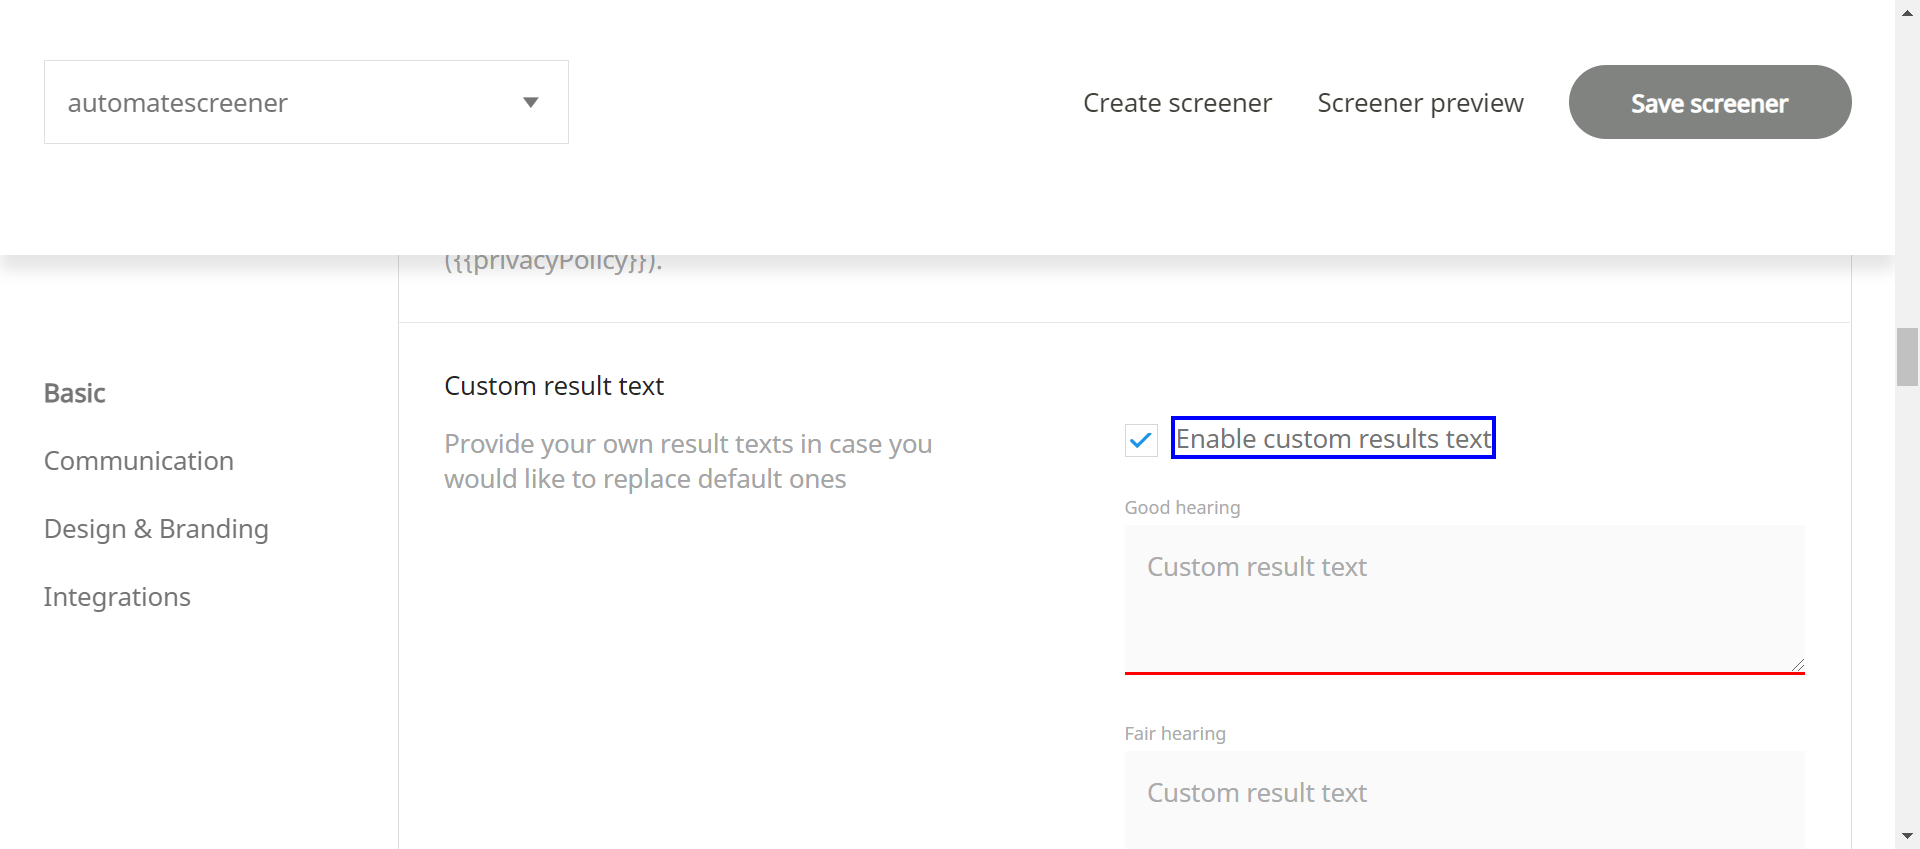 automatescreener
Create screener
Screener preview
Save screener
({{privacyPolicy}}).
Basic
Communication
Design & Branding
Integrations
Custom result text
Provide your own result texts in case you
would like to replace default ones
Enable custom results text
Good hearing
Custom result text
Fair hearing
Custom result text